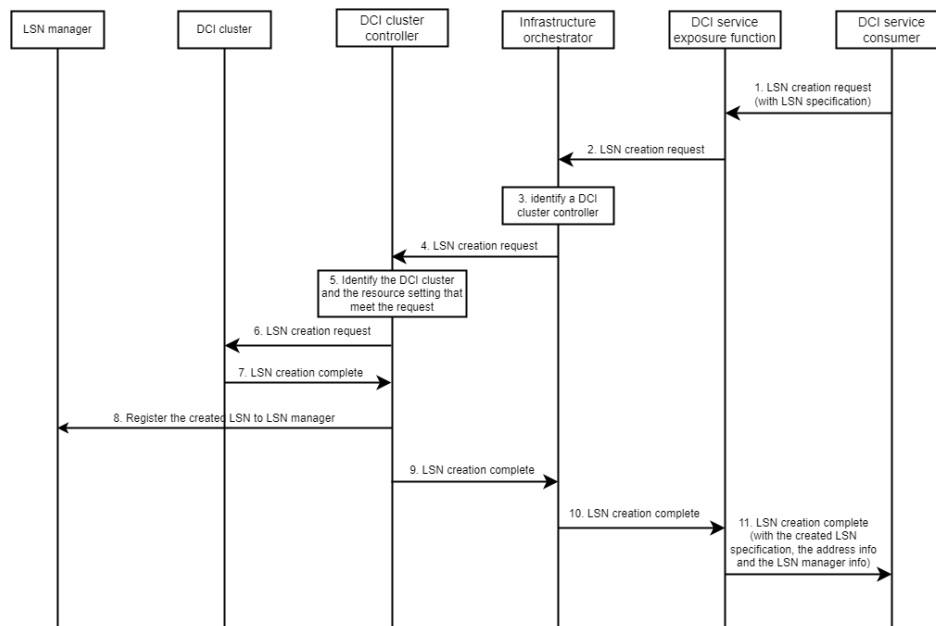 LSN manager
DCI cluster
DCI cluster
controller
Infrastructure
orchestrator
DCI service
exposure function
DCI service
consumer
1. LSN creation request
(with LSN specification)
2. LSN creation request
3. identify a DCI
cluster controller
4. LSN creation request
5. Identify the DCI cluster
and the resource setting that
meet the request
6. LSN creation request
7. LSN creation complete
8. Register the created LSN to LSN manager
9. LSN creation complete
10. LSN creation complete
11. LSN creation complete
(with the created LSN
specification, the address info
and the LSN manager info)